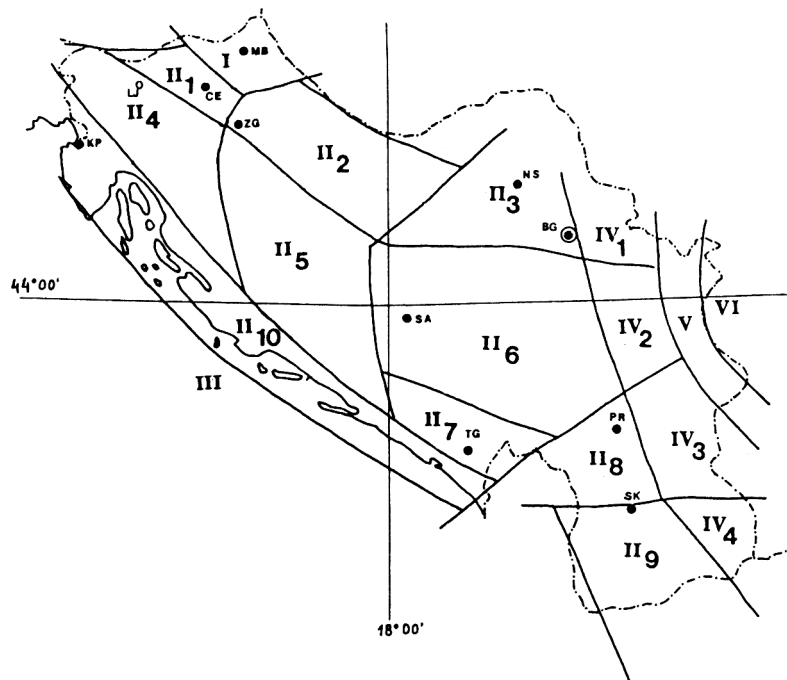 I
MB
II1
CE
LJ
II4
ZG
KP
II2
NS
II3
BG
IV1
II5
44°00'
VI
V
SA
II10
IV2
II6
III
II7
PR
TG
IV3
II8
SK
IV4
II9
18°00'